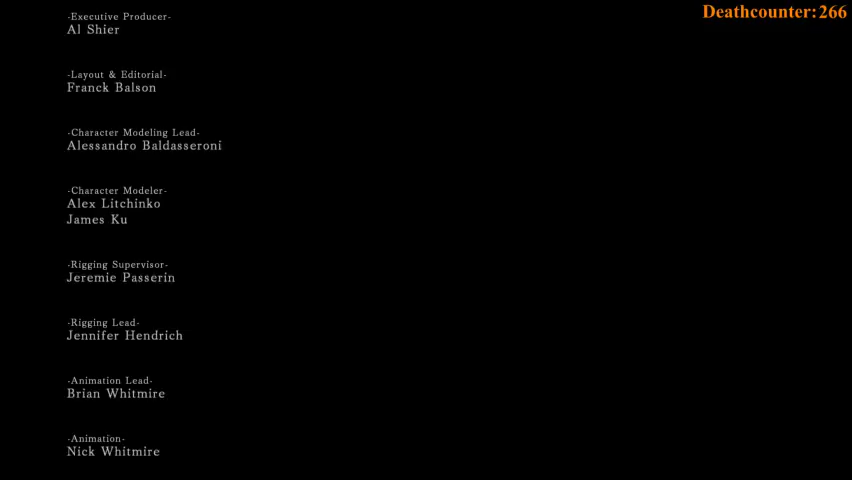 -Executive Producer-
Al Shier
Deathcounter:266
-Layout & Editorial-
Franck Balson
-Character Modeling Lead-
Alessandro Baldasseroni
-Character Modeler-
Alex Litchinko
James Ku
-Rigging Supervisor-
Jeremie Passerin
-Rigging Lead-
Jennifer Hendrich
-Animation Lead-
Brian Whitmire
-Animation-
Nick Whitmire